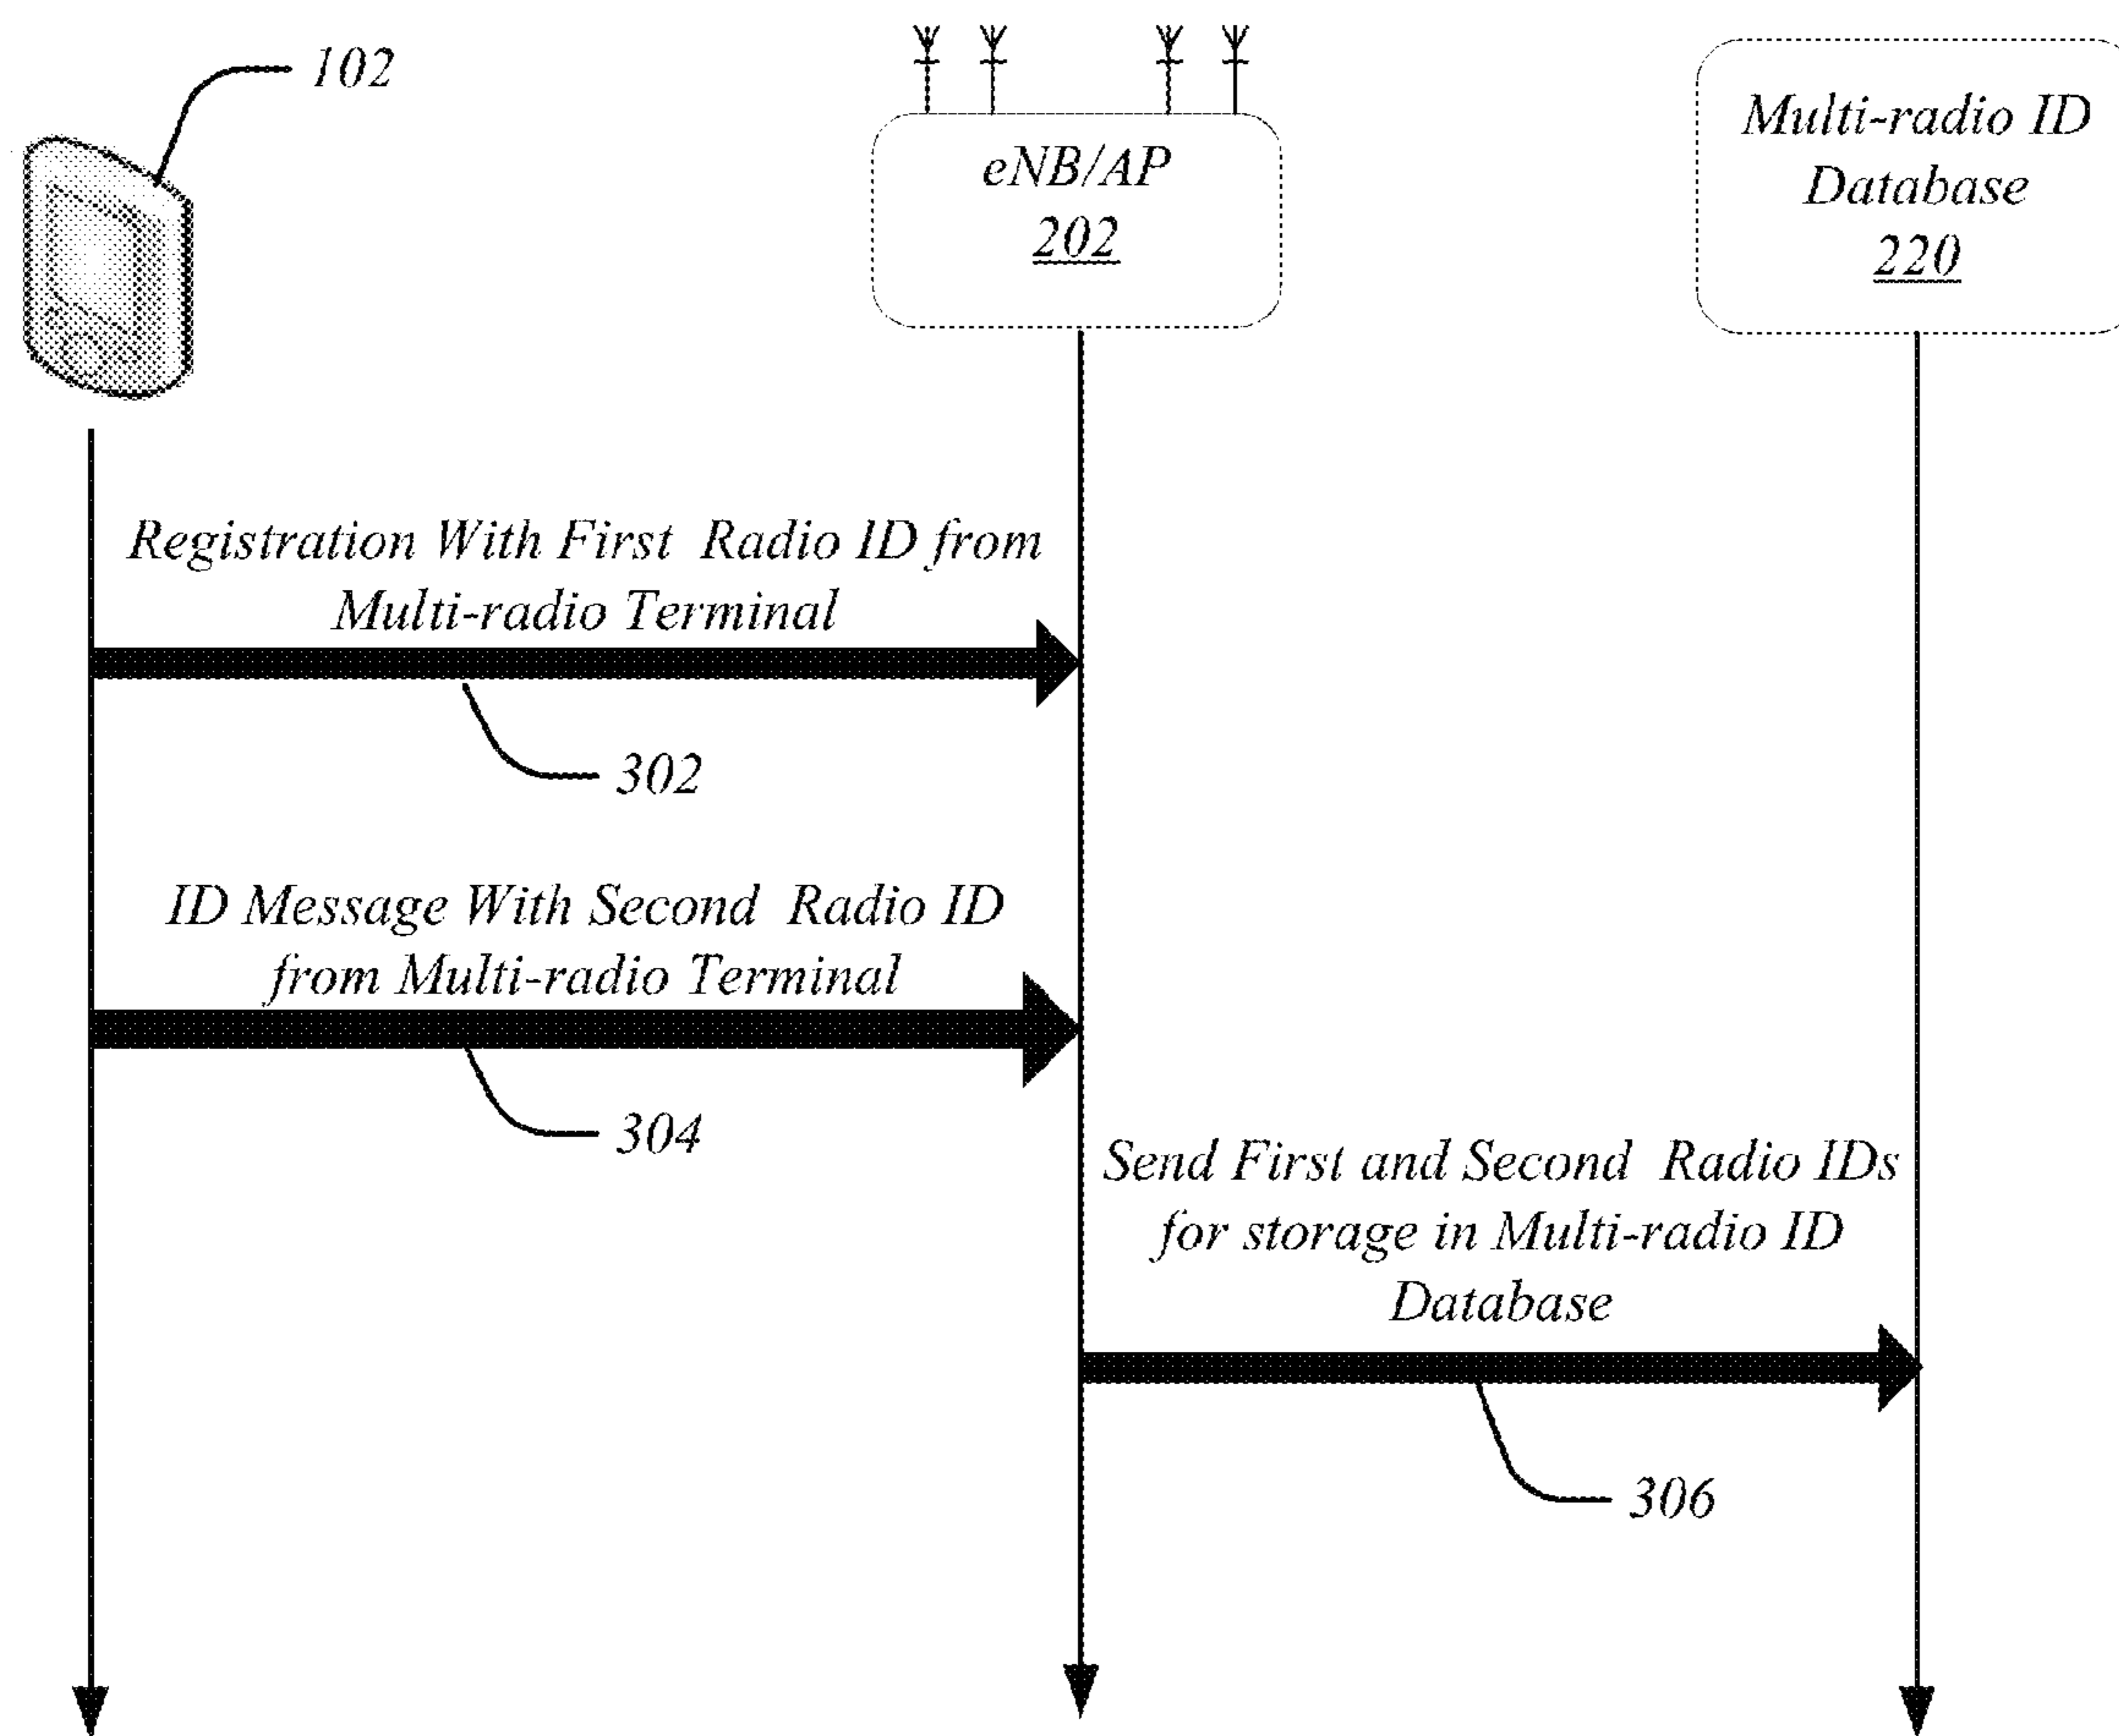 102
eNB/AP
202
Multi-radio ID
Database
220
Registration With First Radio ID from
Multi-radio Terminal
302
ID Message With Second Radio ID
from Multi-radio Terminal
304
Send First and Second Radio IDs
for storage in Multi-radio ID
Database
306